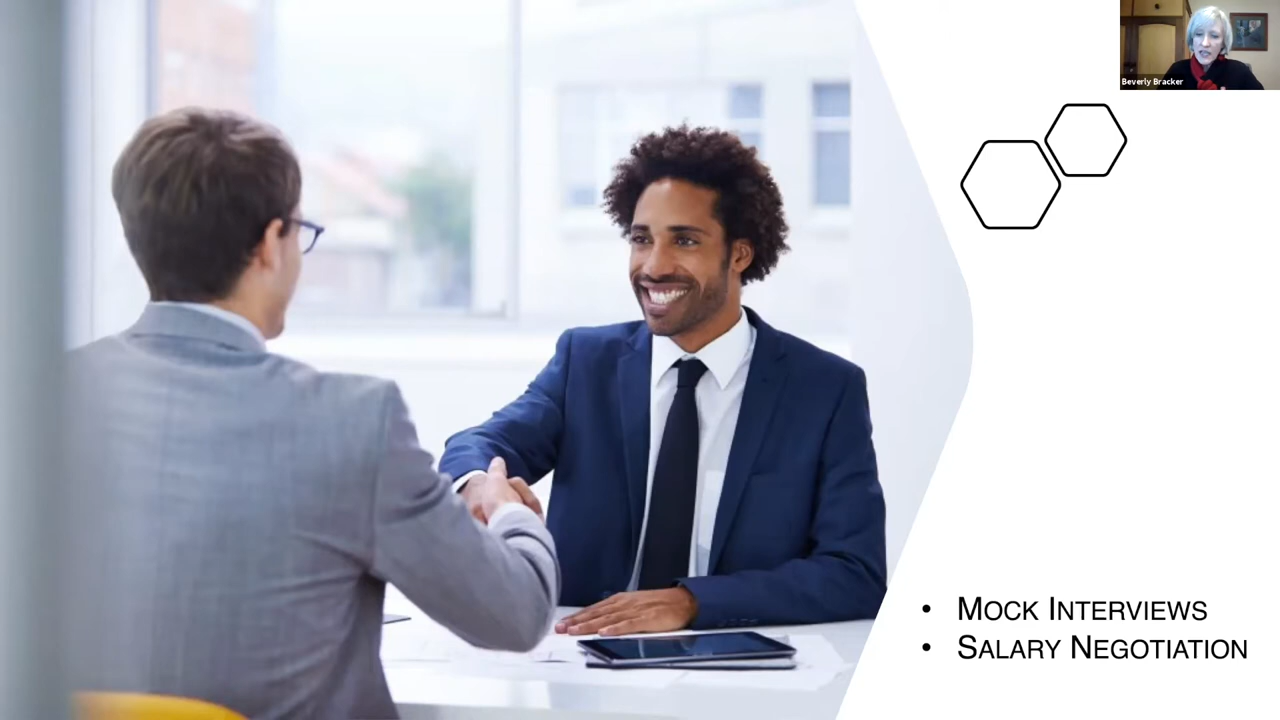 Beverly Bracker
• MOCK INTERVIEWS
• SALARY NEGOTIATION